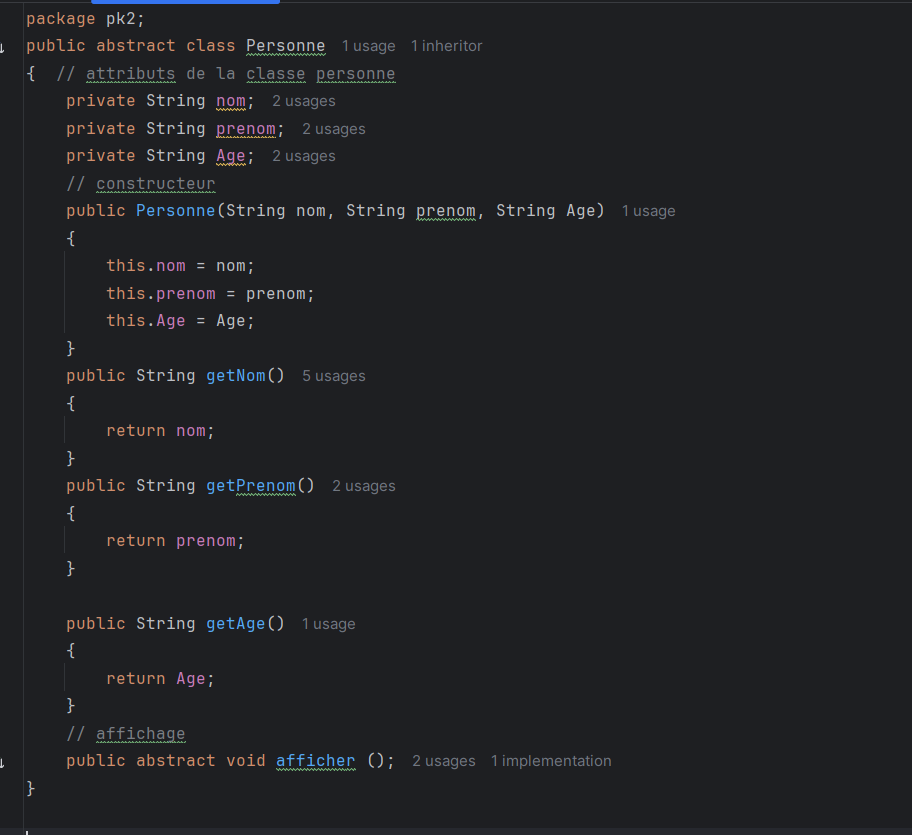 package pk2;
public abstract class Personne 1 usage 1 inheritor
{ // attributs de la classe personne
private String nom; 2 usages
private String prenom; 2 usages
private String Age; 2 usages
// constructeur
public Personne(String nom, String prenom, String Age) 1 usage
{
this.nom = nom;
this.prenom = prenom;
this.Age = Age;
}
public String getNom() 5 usages
{
return nom;
}
public String getPrenom() 2 usages
{
return prenom;
}
public String getAge() 1 usage
{
return Age;
}
// affichage
public abstract void afficher (); 2 usages 1 implementation
}